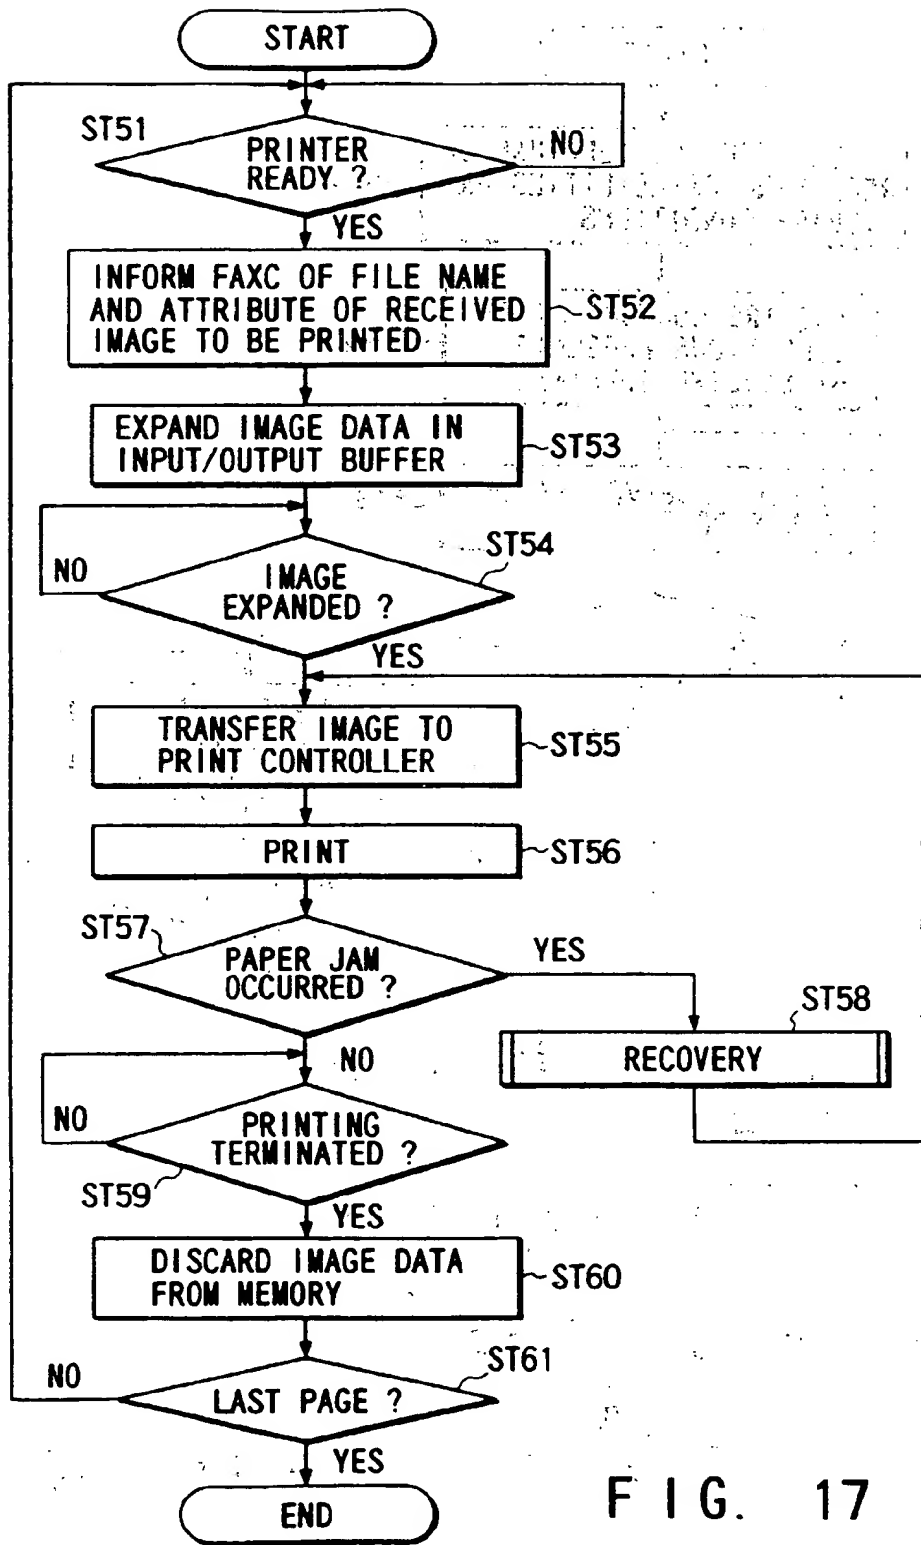 START
ST51
PRINTER
READY ?
NO
YES
INFORM FAXC OF FILE NAME
AND ATTRIBUTE OF RECEIVED
IMAGE TO BE PRINTED
ST52
EXPAND IMAGE DATA IN
INPUT/OUTPUT BUFFER
ST53
NO
ST54
IMAGE
EXPANDED ?
YES
TRANSFER IMAGE TO
PRINT CONTROLLER
ST55
PRINT
ST56
ST57
PAPER JAM
OCCURRED ?
YES
ST58
RECOVERY
NO
NO
PRINTING
TERMINATED ?
ST59
YES
DISCARD IMAGE DATA
FROM MEMORY
ST60
ST61
NO
LAST PAGE ?
YES
END
FIG. 17